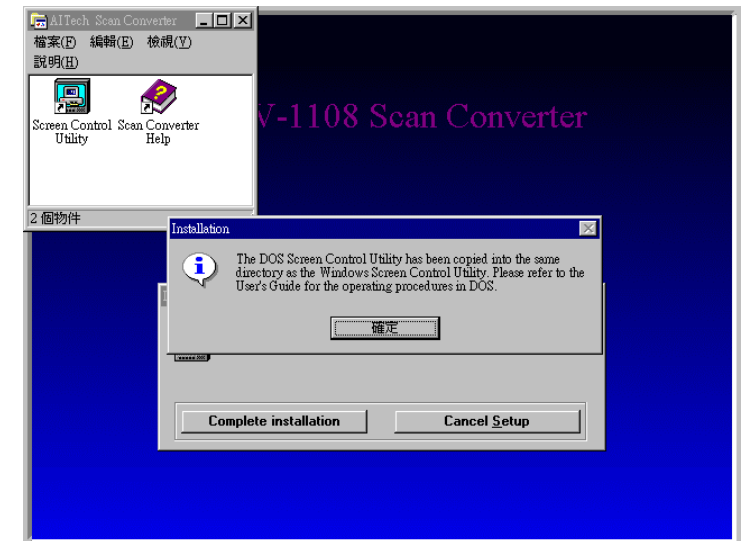 AITech Scan Converter
檔案(F) 編輯(E) 檢視(V)
說明(H)
Screen Control Utility
Scan Converter Help
2 個物件
V-1108 Scan Converter
Installation
The DOS Screen Control Utility has been copied into the same
directory as the Windows Screen Control Utility. Please refer to the
User's Guide for the operating procedures in DOS.
確定
Complete installation
Cancel Setup